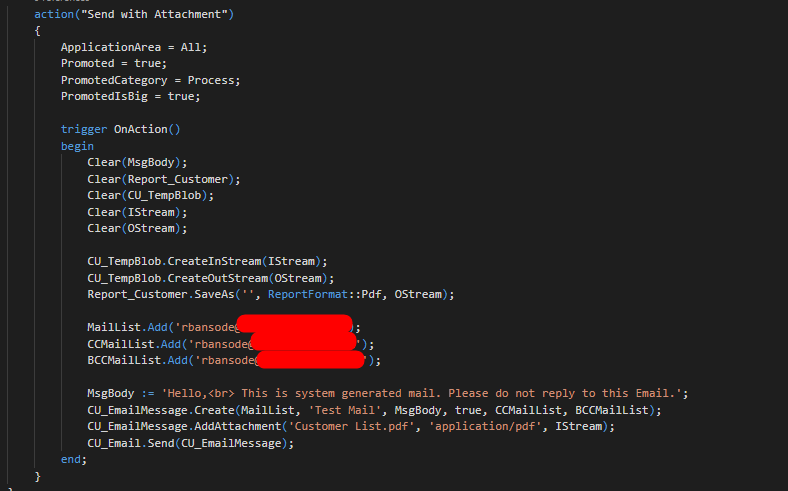 action("Send with Attachment")
{
ApplicationArea = All;
Promoted = true;
PromotedCategory = Process;
PromotedIsBig = true;
trigger OnAction()
begin
Clear(MsgBody);
Clear(Report_Customer);
Clear(CU_TempBlob);
Clear(IStream);
Clear(OStream);
CU_TempBlob.CreateInStream(IStream);
CU_TempBlob.CreateOutStream(OStream);
Report_Customer.SaveAs('', ReportFormat::Pdf, OStream);
MailList.Add('rbansode@ );
CCMailList.Add('rbansode@ ');
BCCMailList.Add('rbansode@ ');
MsgBody := 'Hello,<br> This is system generated mail. Please do not reply to this Email.';
CU_EmailMessage.Create(MailList, 'Test Mail', MsgBody, true, CCMailList, BCCMailList);
CU_EmailMessage.AddAttachment('Customer List.pdf', 'application/pdf', IStream);
CU_Email.Send(CU_EmailMessage);
end;
}